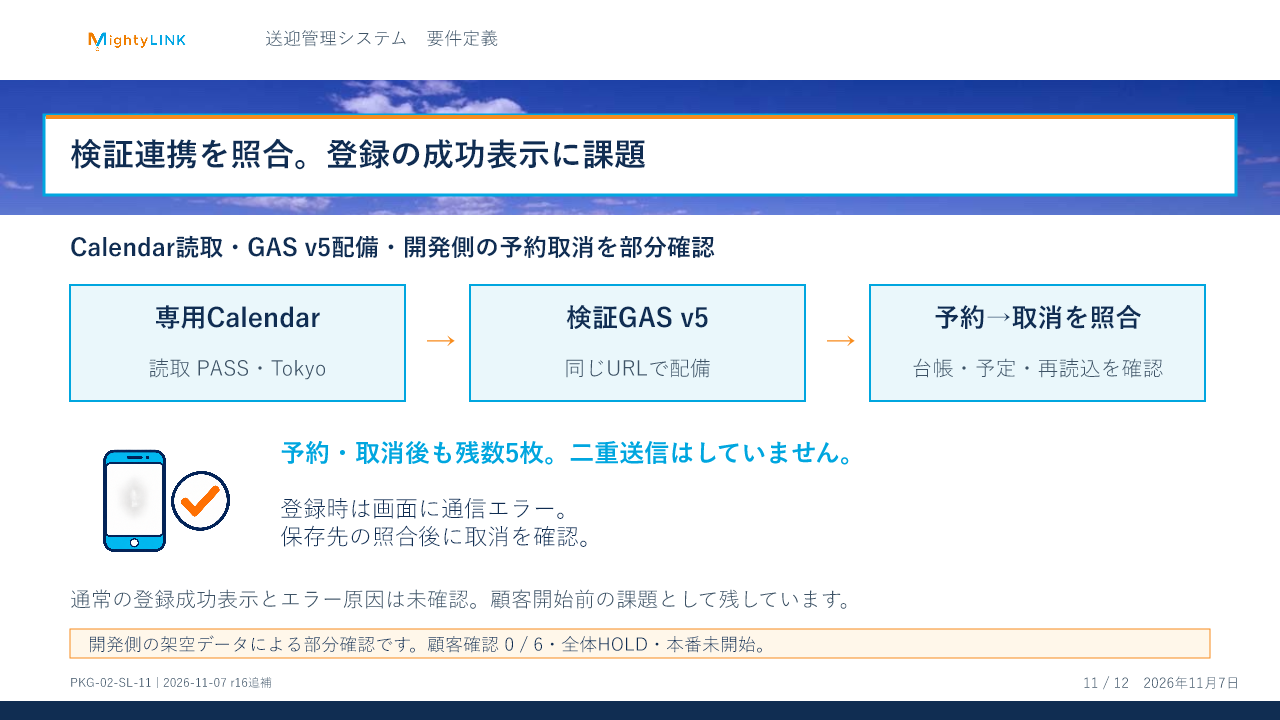 MightyLINK
送迎管理システム　要件定義
検証連携を照合。登録の成功表示に課題
Calendar読取・GAS v5配備・開発側の予約取消を部分確認
専用Calendar
読取 PASS・Tokyo
→
検証GAS v5
同じURLで配備
→
予約→取消を照合
台帳・予定・再読込を確認
予約・取消後も残数5枚。二重送信はしていません。
登録時は画面に通信エラー。
保存先の照合後に取消を確認。
通常の登録成功表示とエラー原因は未確認。顧客開始前の課題として残しています。
開発側の架空データによる部分確認です。顧客確認 0 / 6・全体HOLD・本番未開始。
PKG-02-SL-11 | 2026-11-07 r16追補
11 / 12　2026年11月7日